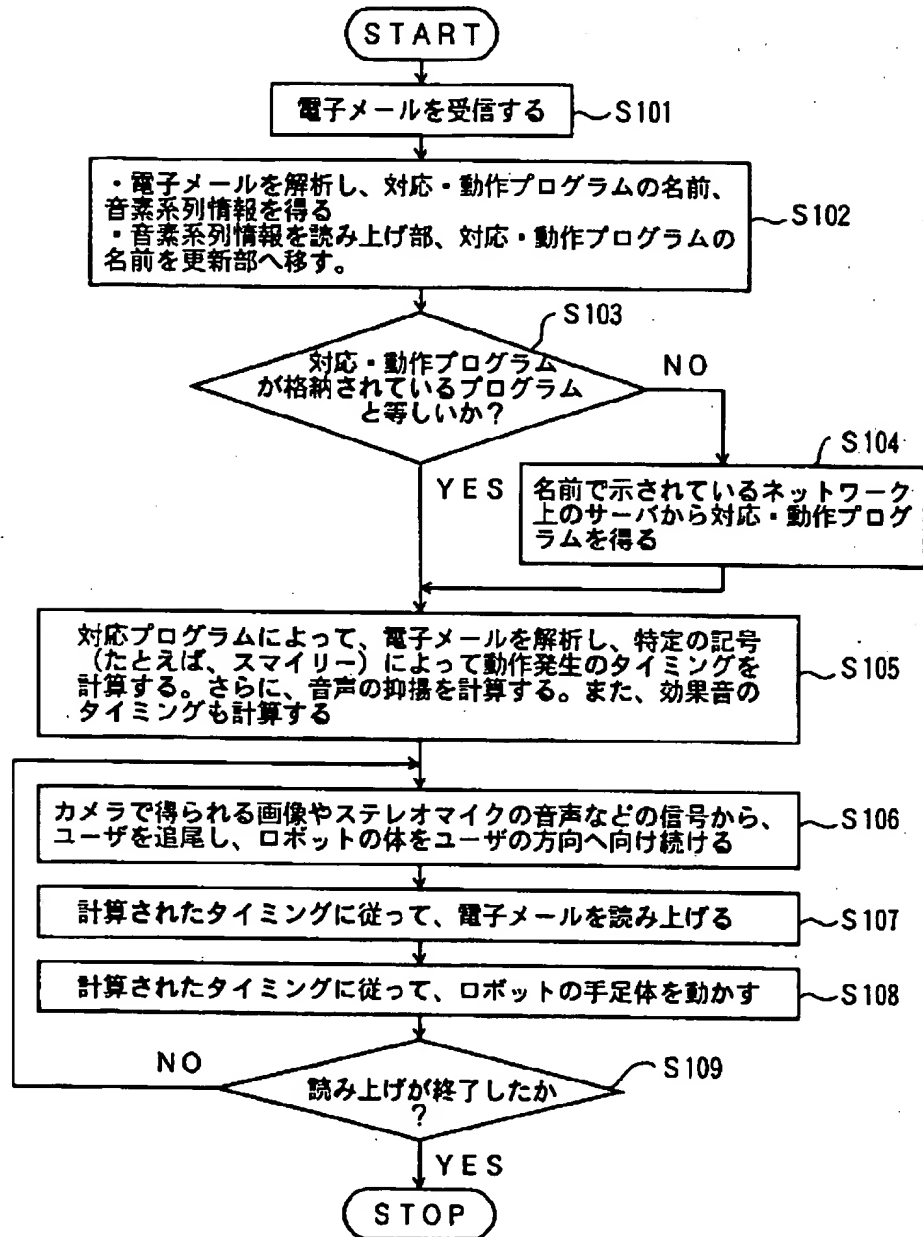 START
電子メールを受信する
S101
・電子メールを解析し、対応・動作プログラムの名前、
音素系列情報を得る
・音素系列情報を読み上げ部、対応・動作プログラムの
名前を更新部へ移す。
S102
S103
対応・動作プログラム
が格納されているプログラム
と等しいか?
NO
YES
S104
名前で示されているネットワーク
上のサーバから対応・動作プログ
ラムを得る
対応プログラムによって、電子メールを解析し、特定の記号
(たとえば、スマイリー)によって動作発生のタイミングを
計算する。さらに、音声の抑揚を計算する。また、効果音の
タイミングも計算する
S105
カメラで得られる画像やステレオマイクの音声などの信号から、
ユーザを追尾し、ロボットの体をユーザの方向へ向け続ける
S106
計算されたタイミングに従って、電子メールを読み上げる
S107
計算されたタイミングに従って、ロボットの手足体を動かす
S108
NO
S109
読み上げが終了したか
?
YES
STOP